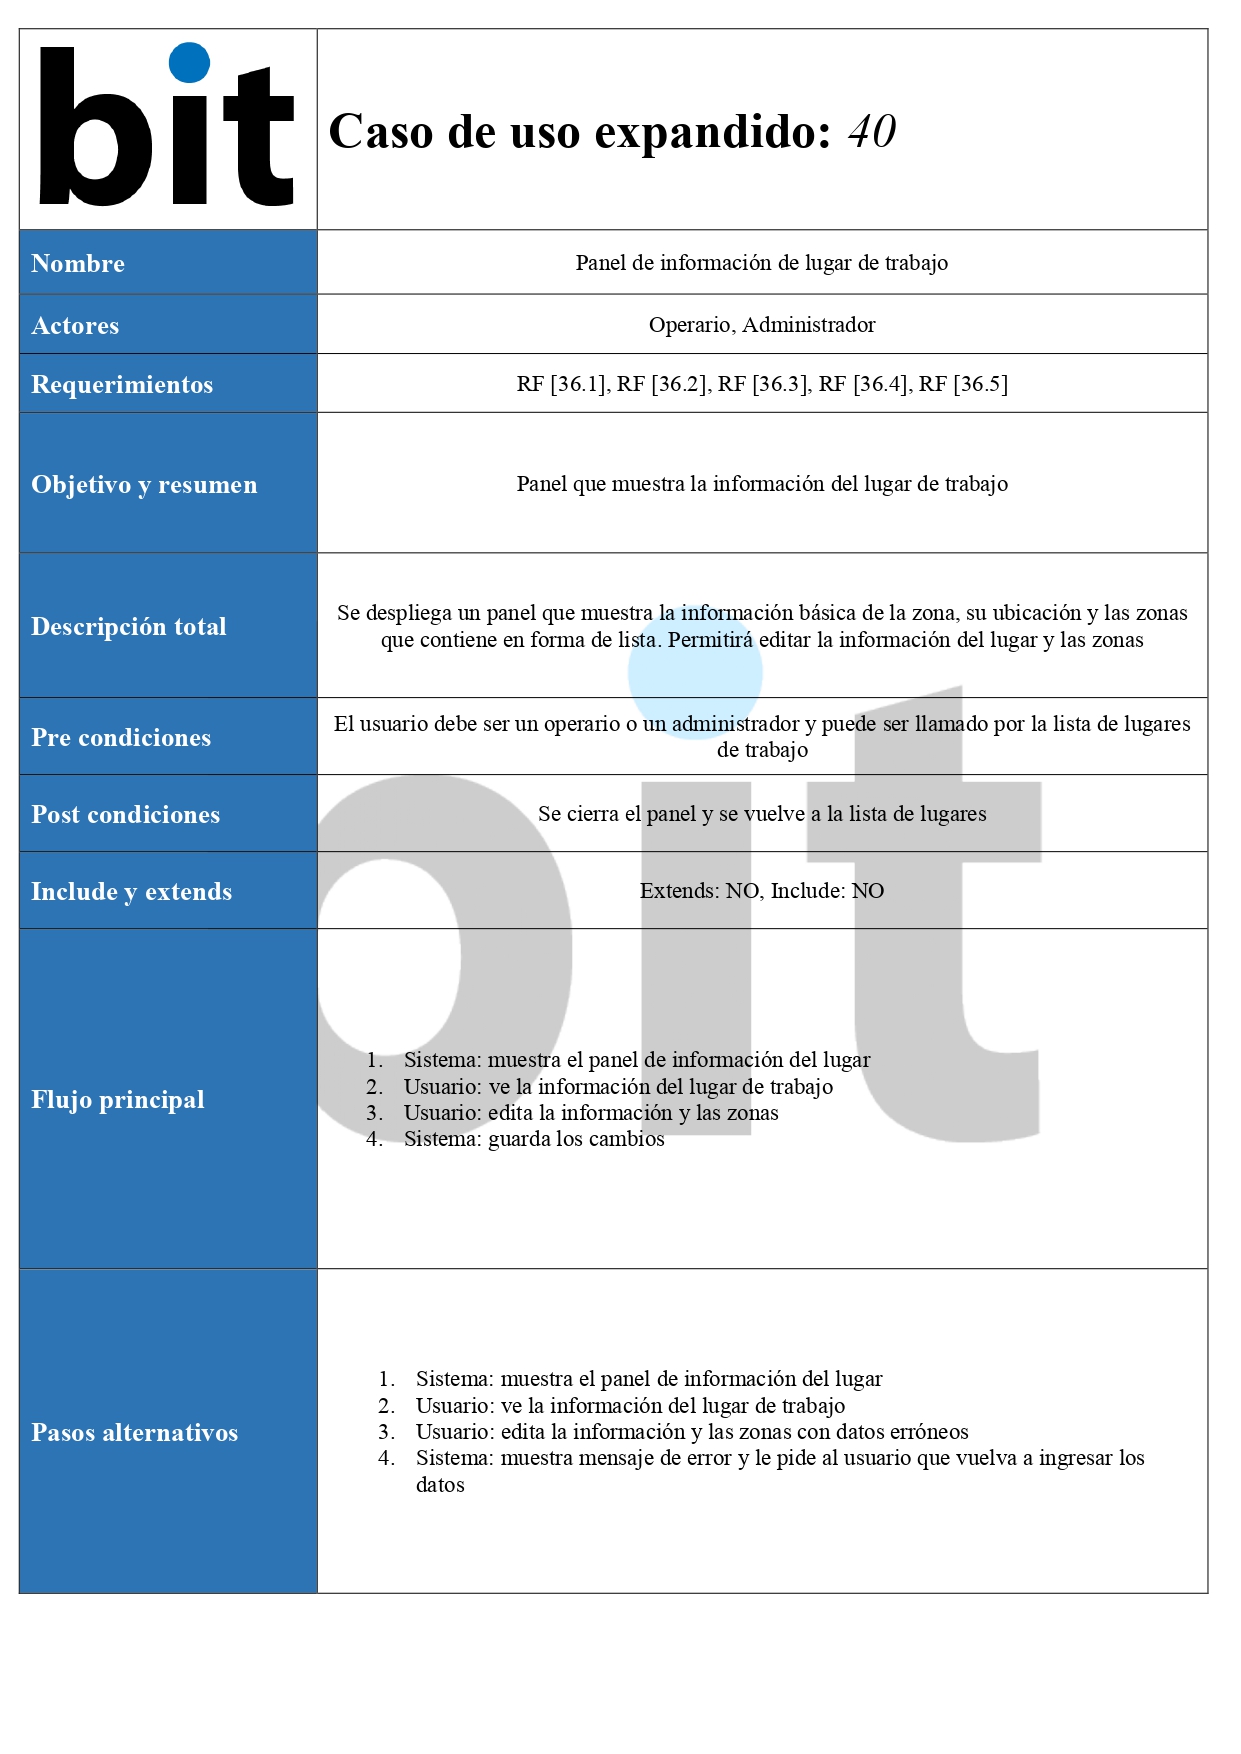 bit
Caso de uso expandido: 40
Nombre
Panel de información de lugar de trabajo
Actores
Operario, Administrador
Requerimientos
RF [36.1], RF [36.2], RF [36.3], RF [36.4], RF [36.5]
Objetivo y resumen
Panel que muestra la información del lugar de trabajo
Descripción total
Se despliega un panel que muestra la información básica de la zona, su ubicación y las zonas
que contiene en forma de lista. Permitirá editar la información del lugar y las zonas
Pre condiciones
El usuario debe ser un operario o un administrador y puede ser llamado por la lista de lugares
de trabajo
Post condiciones
Se cierra el panel y se vuelve a la lista de lugares
Include y extends
Extends: NO, Include: NO
Flujo principal
1. Sistema: muestra el panel de información del lugar
2. Usuario: ve la información del lugar de trabajo
3. Usuario: edita la información y las zonas
4. Sistema: guarda los cambios
Pasos alternativos
1. Sistema: muestra el panel de información del lugar
2. Usuario: ve la información del lugar de trabajo
3. Usuario: edita la información y las zonas con datos erróneos
4. Sistema: muestra mensaje de error y le pide al usuario que vuelva a ingresar los
datos
bit